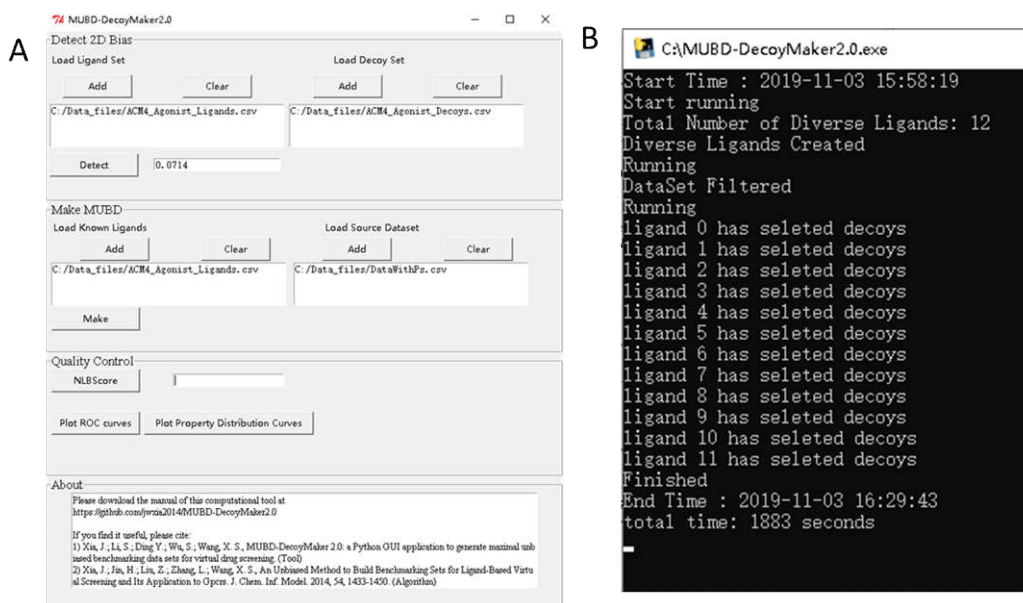 A
MUBD-DecoyMaker2.0
Detect 2D Bias
Load Ligand Set Load Decoy Set
Add Clear Add Clear
C:/Data_files/ACM4_Agonist_Ligands.csv C:/Data_files/ACM4_Agonist_Decoys.csv
Detect 0.0714
Make MUBD
Load Known Ligands Load Source Dataset
Add Clear Add Clear
C:/Data_files/ACM4_Agonist_Ligands.csv C:/Data_files/DataWithPs.csv
Make
Quality Control
NLBScore
Plot ROC curves Plot Property Distribution Curves
About
Please download the manual of this computational tool at
https://github.com/jwxia2014/MUBD-DecoyMaker2.0
If you find it useful, please cite:
1) Xia, J.; Li, S.; Ding Y.; Wu, S.; Wang, X. S., MUBD-DecoyMaker 2.0: a Python GUI application to generate maximal unb
iased benchmarking data sets for virtual drug screening. (Tool)
2) Xia, J.; Jin, H.; Liu, Z.; Zhang, L.; Wang, X. S., An Unbiased Method to Build Benchmarking Sets for Ligand-Based Virtu
al Screening and Its Application to Gpcrs. J. Chem. Inf. Model. 2014, 54, 1433-1450. (Algorithm)
B
C:\MUBD-DecoyMaker2.0.exe
Start Time : 2019-11-03 15:58:19
Start running
Total Number of Diverse Ligands: 12
Diverse Ligands Created
Running
DataSet Filtered
Running
ligand 0 has seleted decoys
ligand 1 has seleted decoys
ligand 2 has seleted decoys
ligand 3 has seleted decoys
ligand 4 has seleted decoys
ligand 5 has seleted decoys
ligand 6 has seleted decoys
ligand 7 has seleted decoys
ligand 8 has seleted decoys
ligand 9 has seleted decoys
ligand 10 has seleted decoys
ligand 11 has seleted decoys
Finished
End Time : 2019-11-03 16:29:43
total time: 1883 seconds